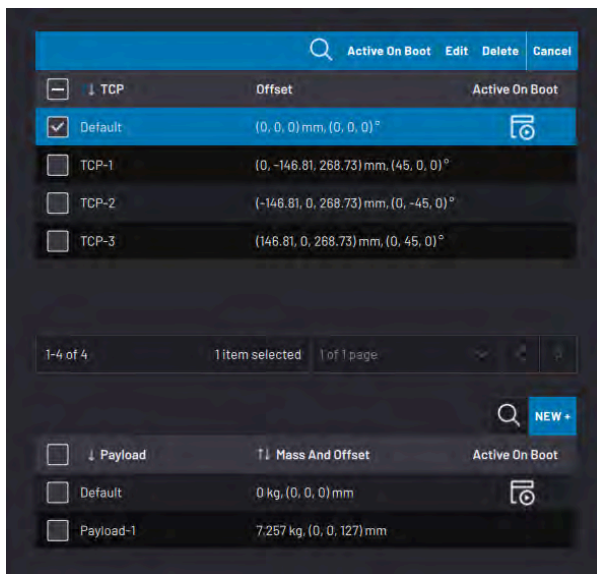 Active On Boot Edit Delete Cancel
↓ TCP Offset Active On Boot
Default (0, 0, 0) mm, (0, 0, 0)°
TCP-1 (0, -146.81, 268.73) mm, (45, 0, 0)°
TCP-2 (-146.81, 0, 268.73) mm, (0, -45, 0)°
TCP-3 (146.81, 0, 268.73) mm, (0, 45, 0)°
1-4 of 4 1 item selected 1 of 1 page
NEW +
↓ Payload ↑↓ Mass And Offset Active On Boot
Default 0 kg, (0, 0, 0) mm
Payload-1 7.257 kg, (0, 0, 127) mm